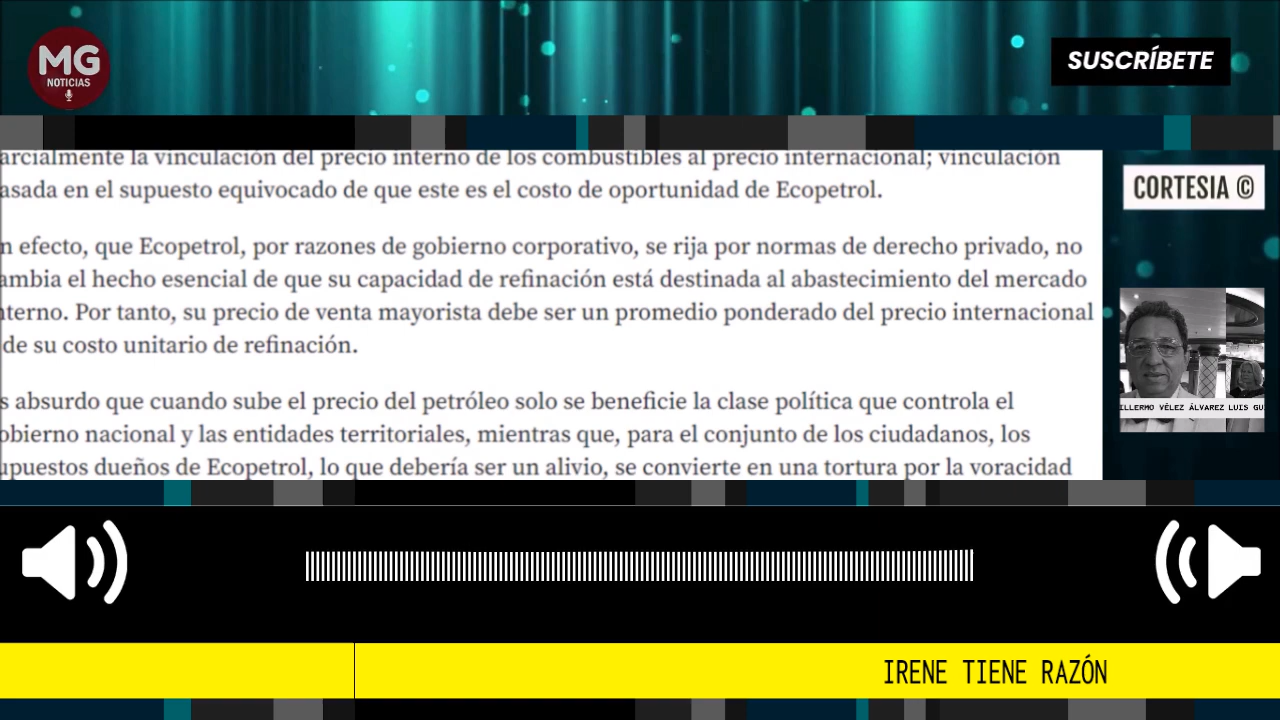 MG
NOTICIAS
SUSCRÍBETE
arcialmente la vinculación del precio interno de los combustibles al precio internacional; vinculación
asada en el supuesto equivocado de que este es el costo de oportunidad de Ecopetrol.
n efecto, que Ecopetrol, por razones de gobierno corporativo, se rija por normas de derecho privado, no
ambia el hecho esencial de que su capacidad de refinación está destinada al abastecimiento del mercado
nterno. Por tanto, su precio de venta mayorista debe ser un promedio ponderado del precio internacional
de su costo unitario de refinación.
s absurdo que cuando sube el precio del petróleo solo se beneficie la clase política que controla el
obierno nacional y las entidades territoriales, mientras que, para el conjunto de los ciudadanos, los
upuestos dueños de Ecopetrol, lo que debería ser un alivio, se convierte en una tortura por la voracidad
CORTESIA ©
ILLERMO VÉLEZ ÁLVAREZ LUIS GU
IRENE TIENE RAZÓN